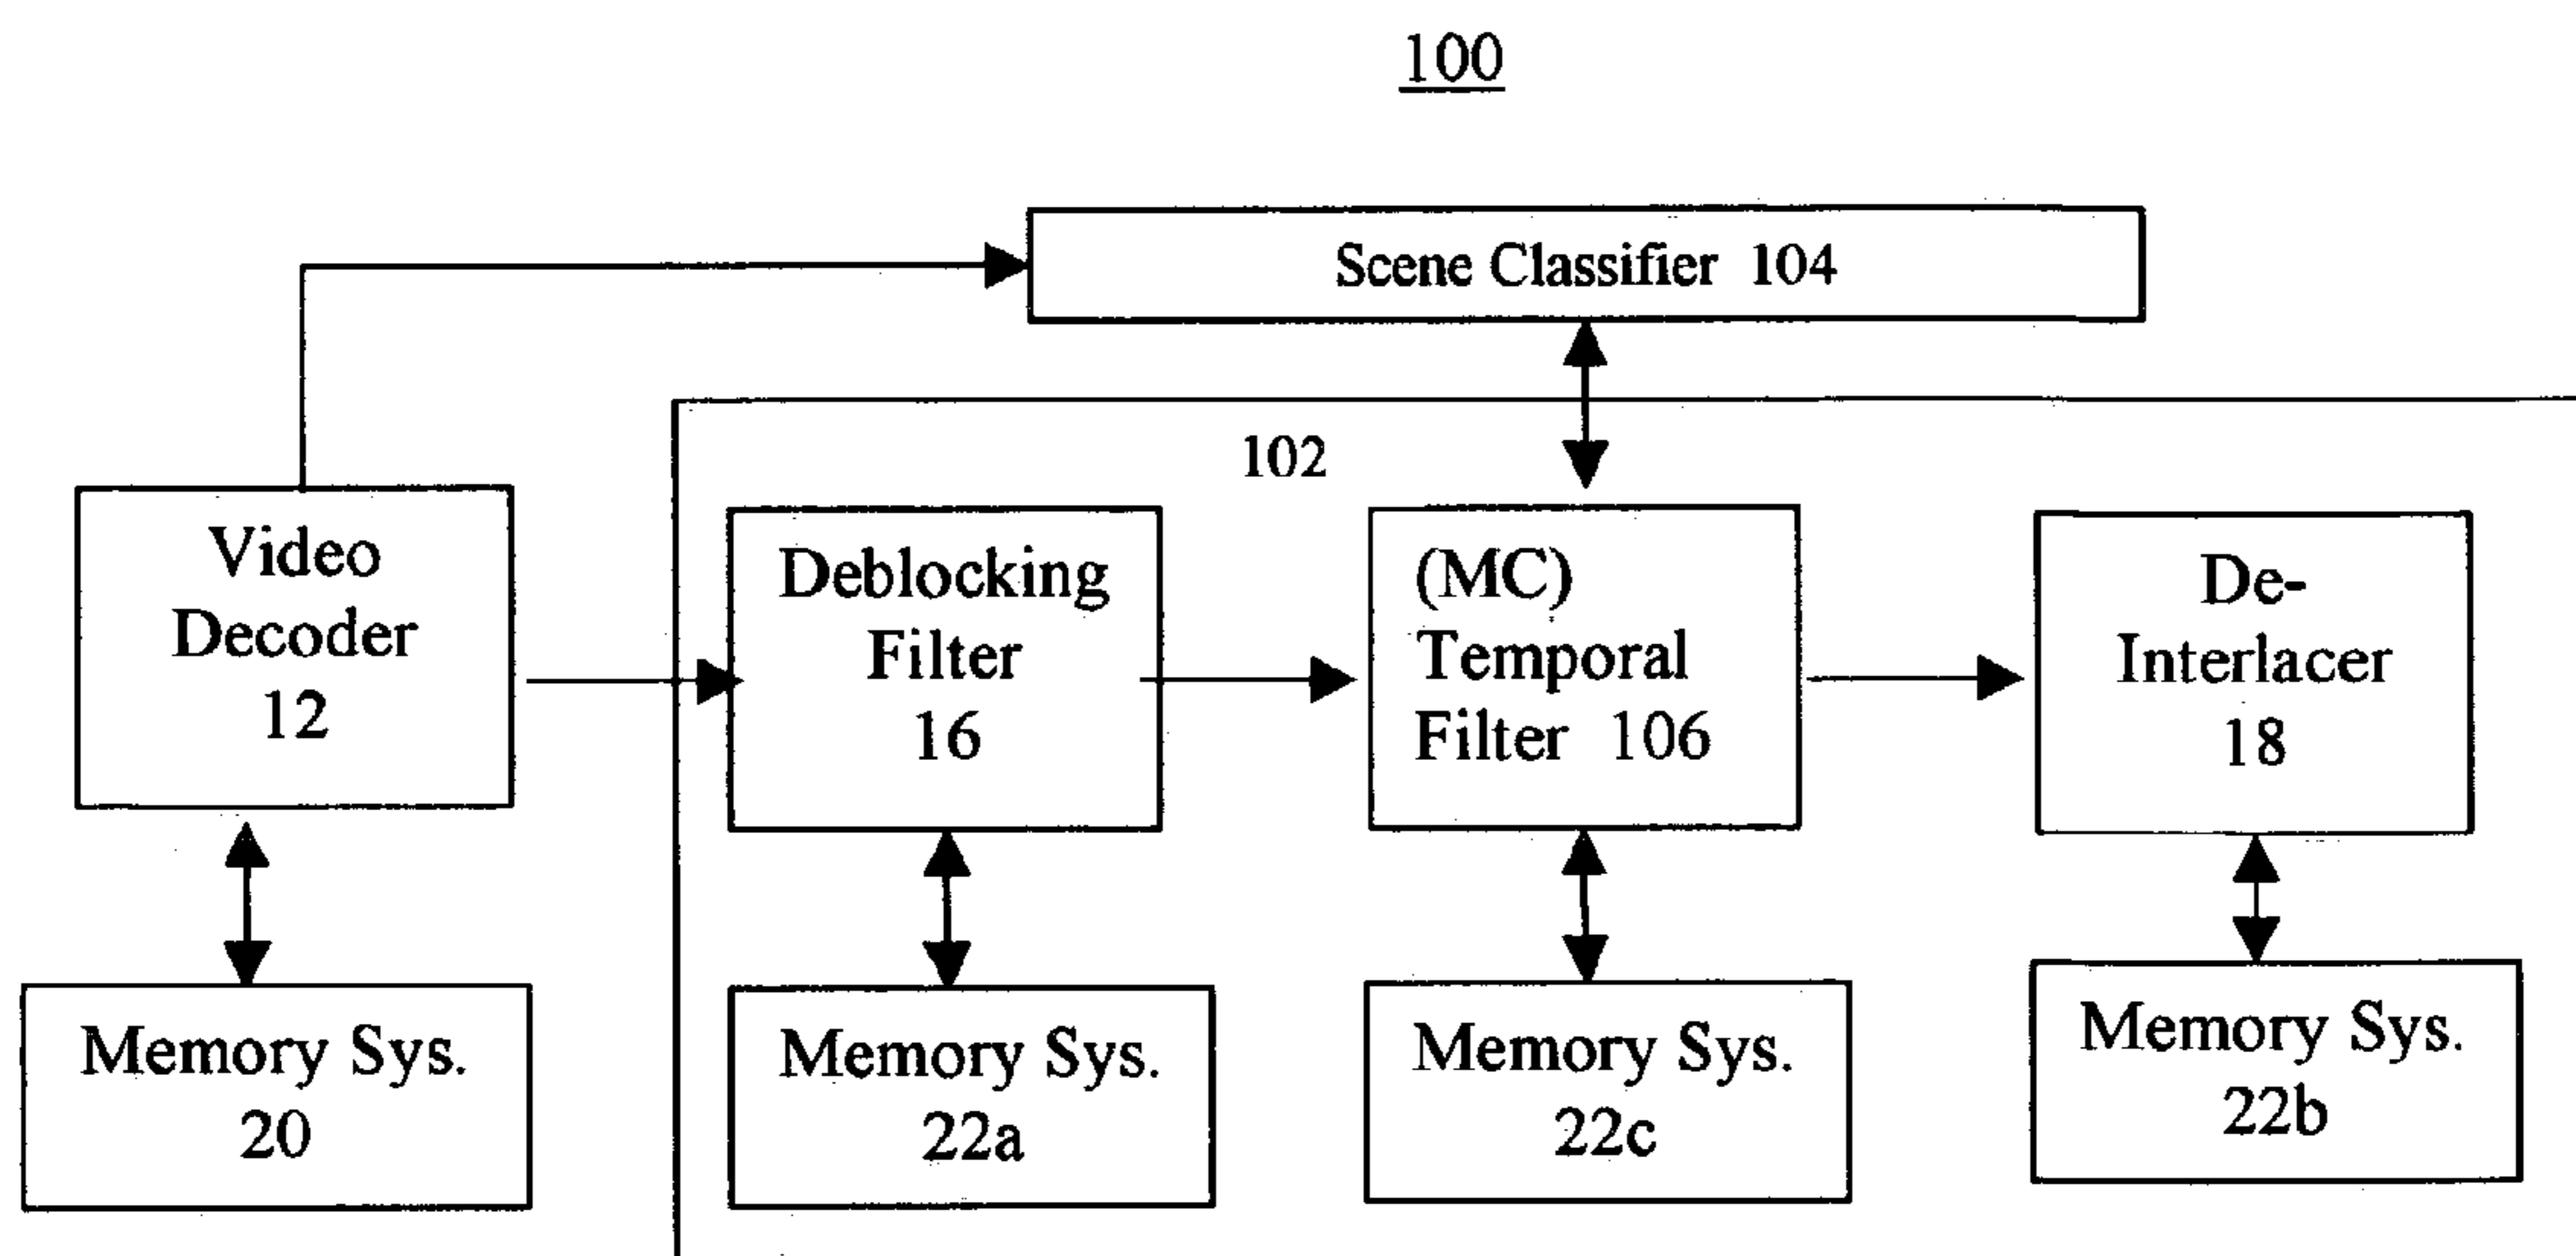 100
Scene Classifier 104
102
Video
Decoder
12
Deblocking
Filter
16
(MC)
Temporal
Filter 106
De-
Interlacer
18
Memory Sys.
20
Memory Sys.
22a
Memory Sys.
22c
Memory Sys.
22b